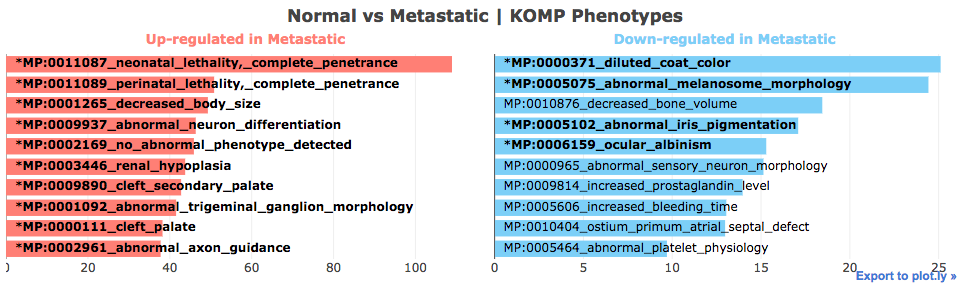 Normal vs Metastatic | KOMP Phenotypes
Up-regulated in Metastatic
*MP:0011087_neonatal_lethality,_complete_penetrance
*MP:0011089_perinatal_lethality,_complete_penetrance
*MP:0001265_decreased_body_size
*MP:0009937_abnormal_neuron_differentiation
*MP:0002169_no_abnormal_phenotype_detected
*MP:0003446_renal_hypoplasia
*MP:0009890_cleft_secondary_palate
*MP:0001092_abnormal_trigeminal_ganglion_morphology
*MP:0000111_cleft_palate
*MP:0002961_abnormal_axon_guidance
0 20 40 60 80 100
Down-regulated in Metastatic
*MP:0000371_diluted_coat_color
*MP:0005075_abnormal_melanosome_morphology
MP:0010876_decreased_bone_volume
*MP:0005102_abnormal_iris_pigmentation
*MP:0006159_ocular_albinism
MP:0000965_abnormal_sensory_neuron_morphology
MP:0009814_increased_prostaglandin_level
MP:0005606_increased_bleeding_time
MP:0010404_ostium_primum_atrial_septal_defect
MP:0005464_abnormal_platelet_physiology
0 5 10 15 20 25
Export to plot.ly »